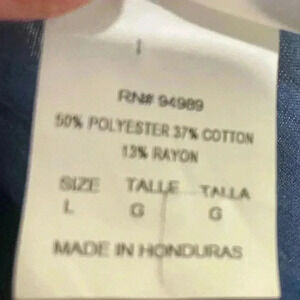 RN# 94989
50% POLYESTER 37% COTTON
13% RAYON
SIZE TALLE TALLA
L G G
MADE IN HONDURAS